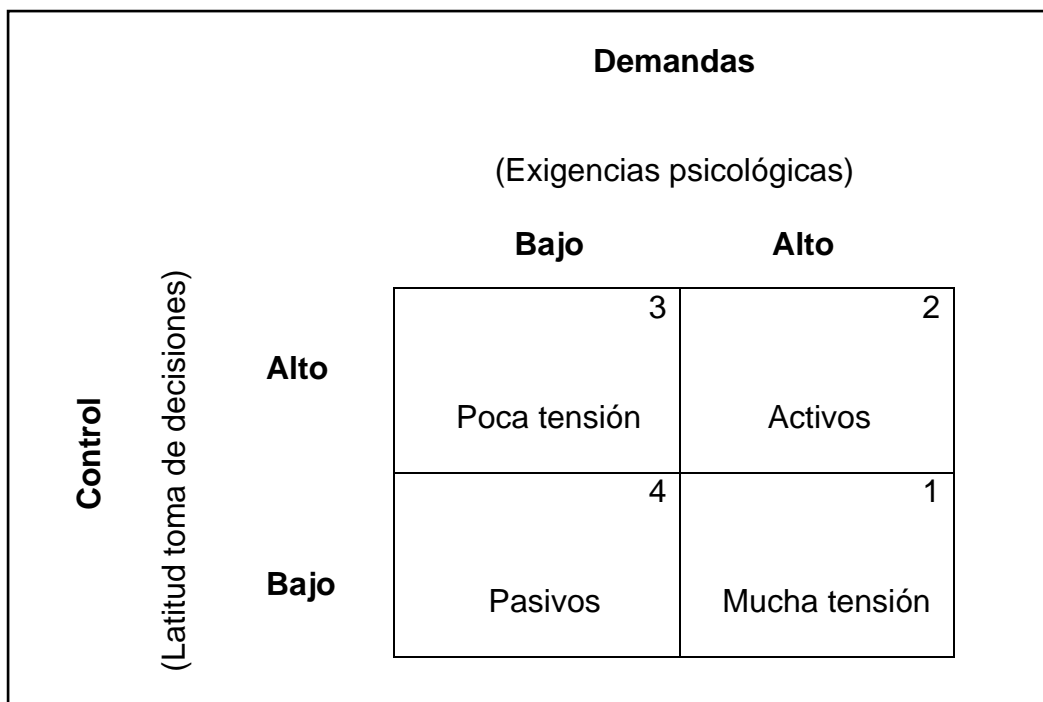 Demandas
(Exigencias psicológicas)
Bajo Alto
Control
(Latitud toma de decisiones)
Alto
3
Poca tensión
2
Activos
Bajo
4
Pasivos
1
Mucha tensión